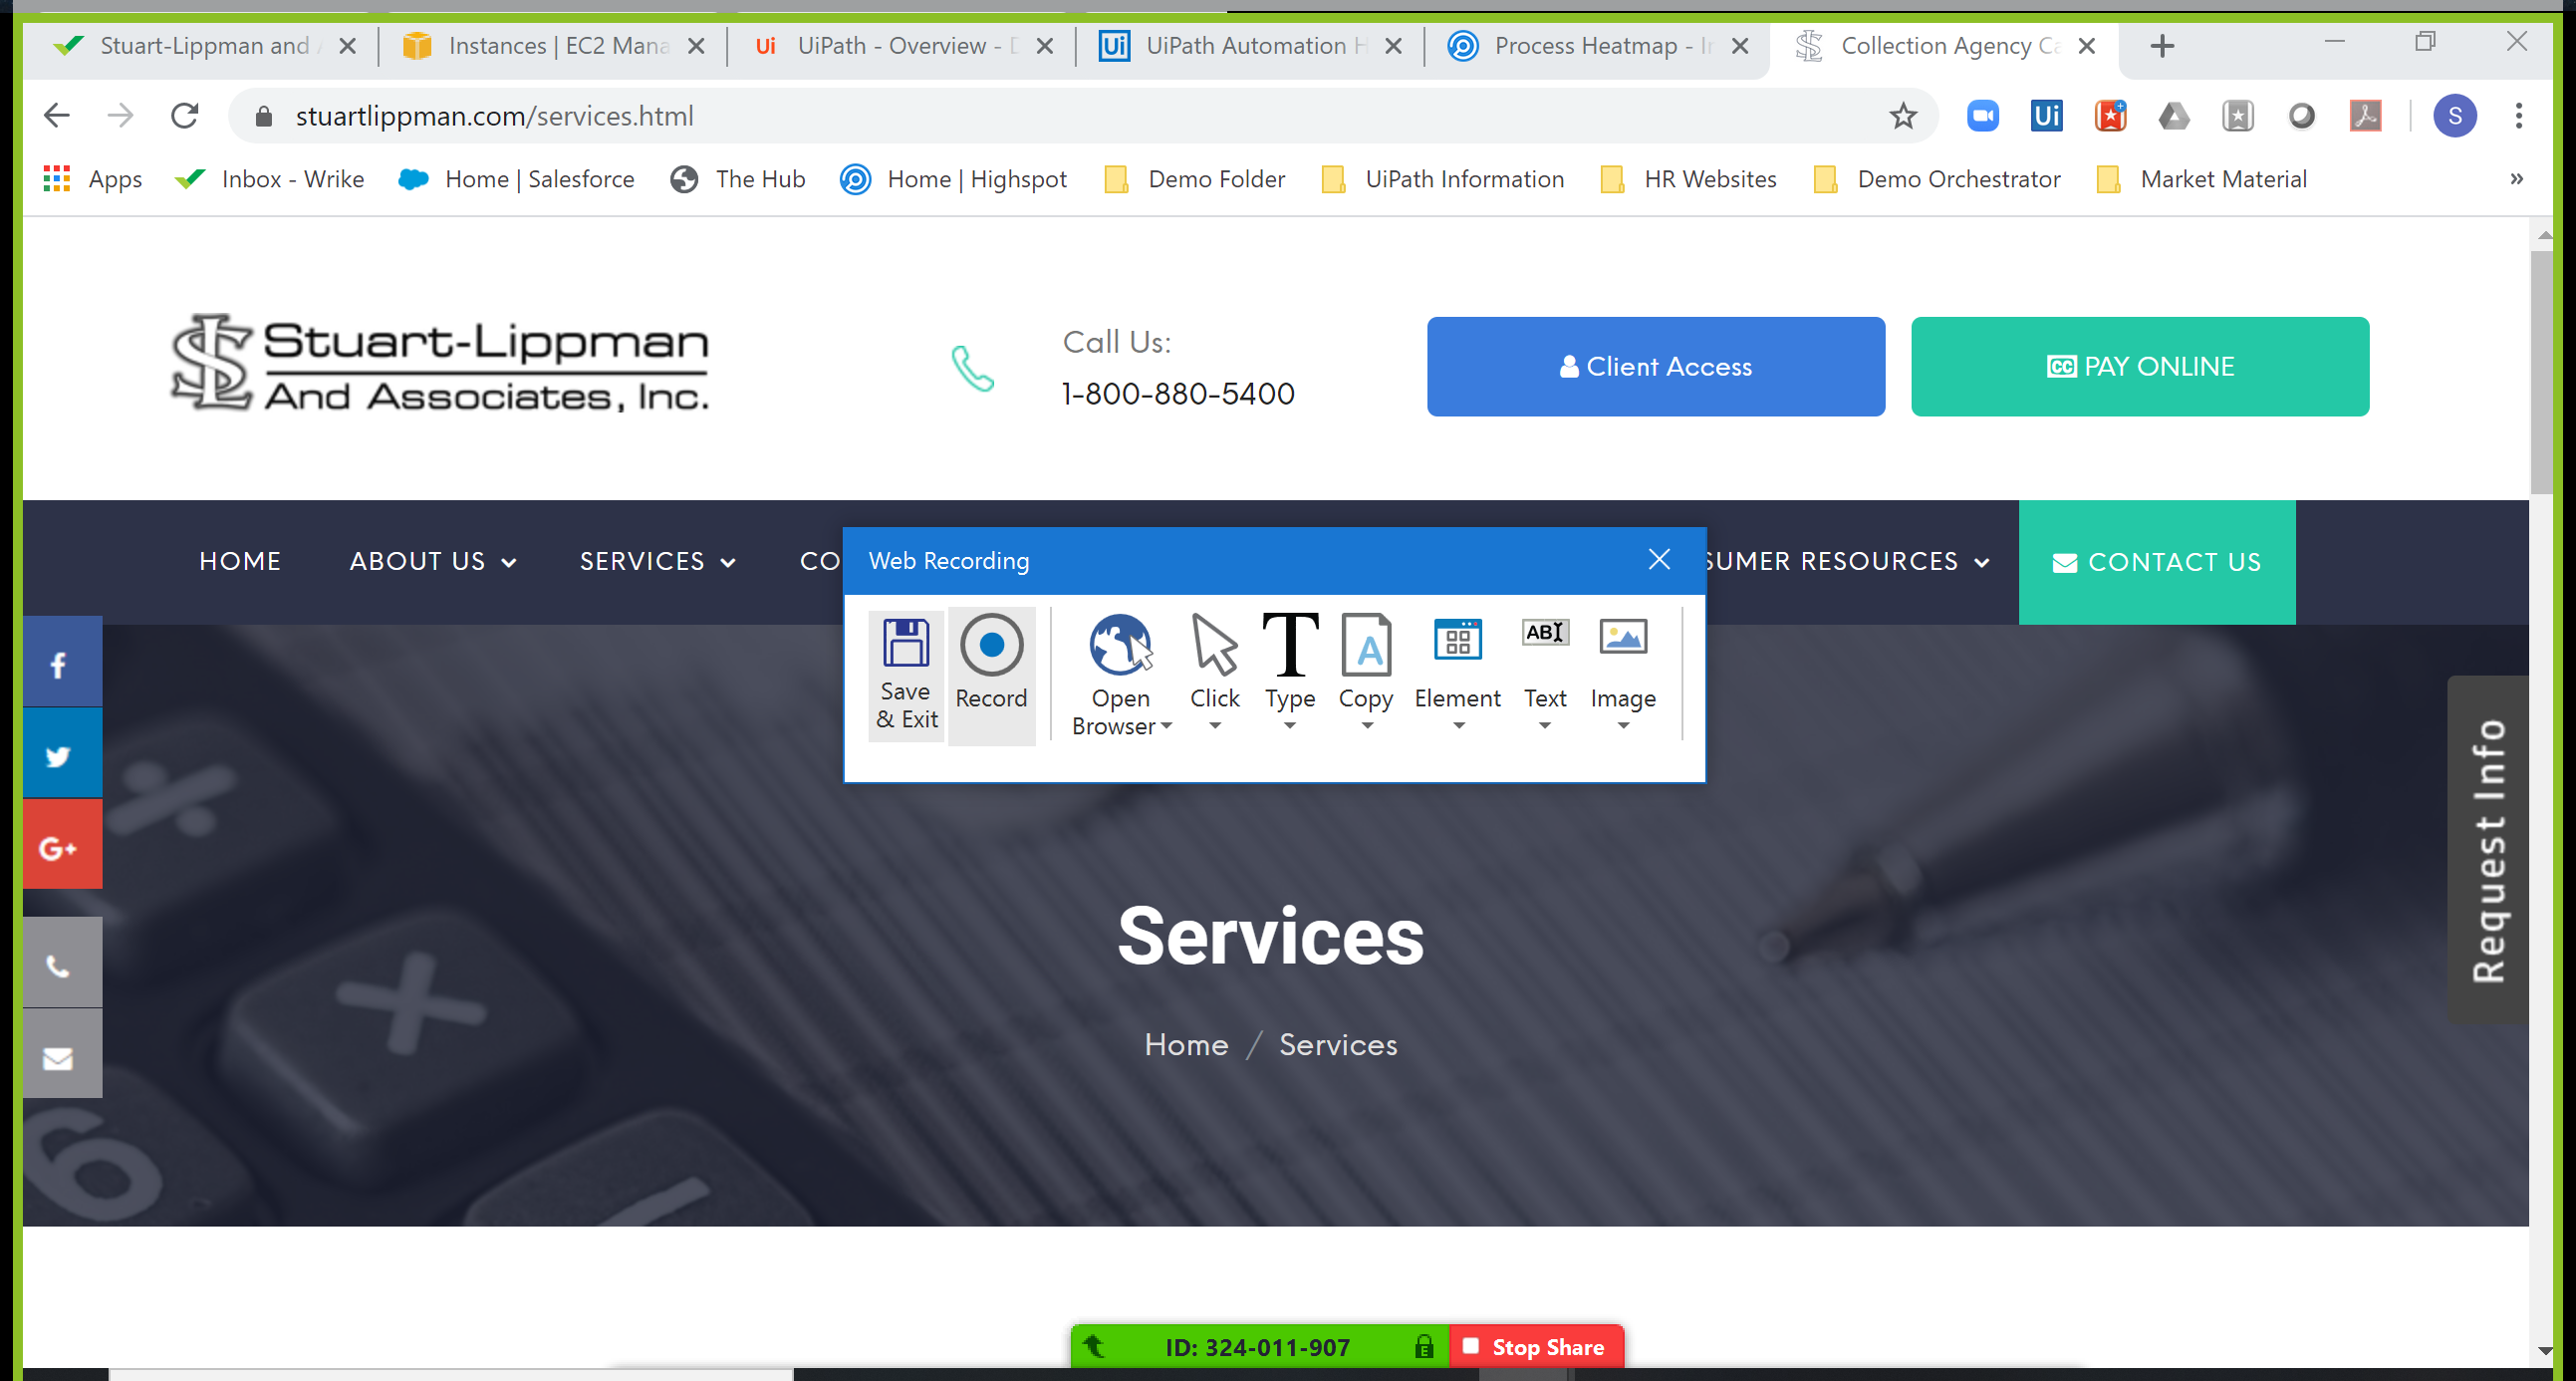 Stuart-Lippman and
Instances | EC2 Mana
UiPath - Overview -
UiPath Automation
Process Heatmap -
Collection Agency Ca
stuartlippman.com/services.html
S
Apps
Inbox - Wrike
Home | Salesforce
The Hub
Home | Highspot
Demo Folder
UiPath Information
HR Websites
Demo Orchestrator
Market Material
»
Stuart-Lippman
And Associates, Inc.
Call Us:
1-800-880-5400
Client Access
CC PAY ONLINE
HOME
ABOUT US
SERVICES
CO
SUMER RESOURCES
CONTACT US
Web Recording
Save
& Exit
Record
Open
Browser
Click
Type
Copy
Element
Text
Image
Request Info
Services
Home / Services
ID: 324-011-907
Stop Share